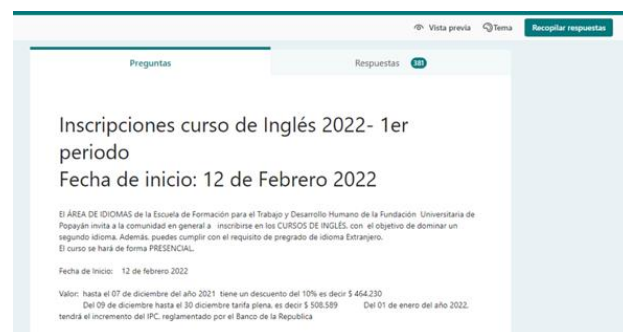 Vista previa Tema Recopilar respuestas
Preguntas Respuestas 381
Inscripciones curso de Inglés 2022- 1er
periodo
Fecha de inicio: 12 de Febrero 2022
El ÁREA DE IDIOMAS de la Escuela de Formación para el Trabajo y Desarrollo Humano de la Fundación Universitaria de
Popayán invita a la comunidad en general a inscribirse en los CURSOS DE INGLÉS, con el objetivo de dominar un
segundo idioma. Además, puedes cumplir con el requisito de pregrado de idioma Extranjero.
El curso se hará de forma PRESENCIAL.
Fecha de Inicio: 12 de febrero 2022
Valor: hasta el 07 de diciembre del año 2021 tiene un descuento del 10% es decir $ 464.230
Del 09 de diciembre hasta el 30 diciembre tarifa plena, es decir $ 508.589 Del 01 de enero del año 2022,
tendrá el incremento del IPC, reglamentado por el Banco de la Republica